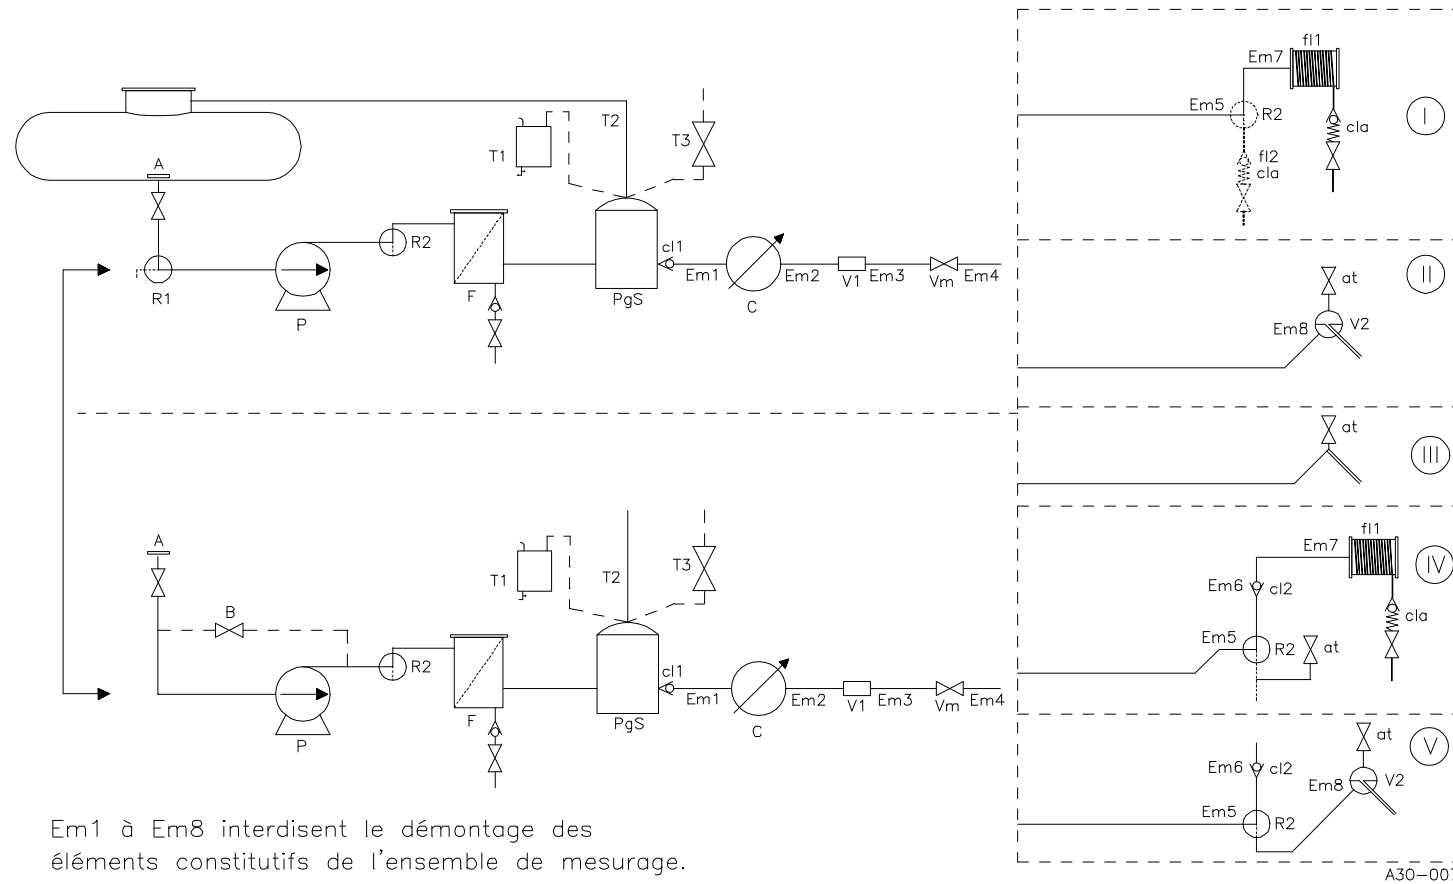 fl1
Em7
Em5
R2
cla
I
fl2
cla
T2
T3
T1
A
R2
cl1
Em1
Em2
V1
Em3
Vm
Em4
R1
F
PgS
C
P
II
at
Em8
V2
at
III
A
T1
T2
T3
B
R2
cl1
Em1
Em2
V1
Em3
Vm
Em4
F
PgS
C
P
fl1
Em7
IV
Em6
cl2
cla
Em5
R2
at
at
V
Em6
cl2
Em8
V2
Em5
R2
Em1 à Em8 interdisent le démontage des
éléments constitutifs de l'ensemble de mesurage.